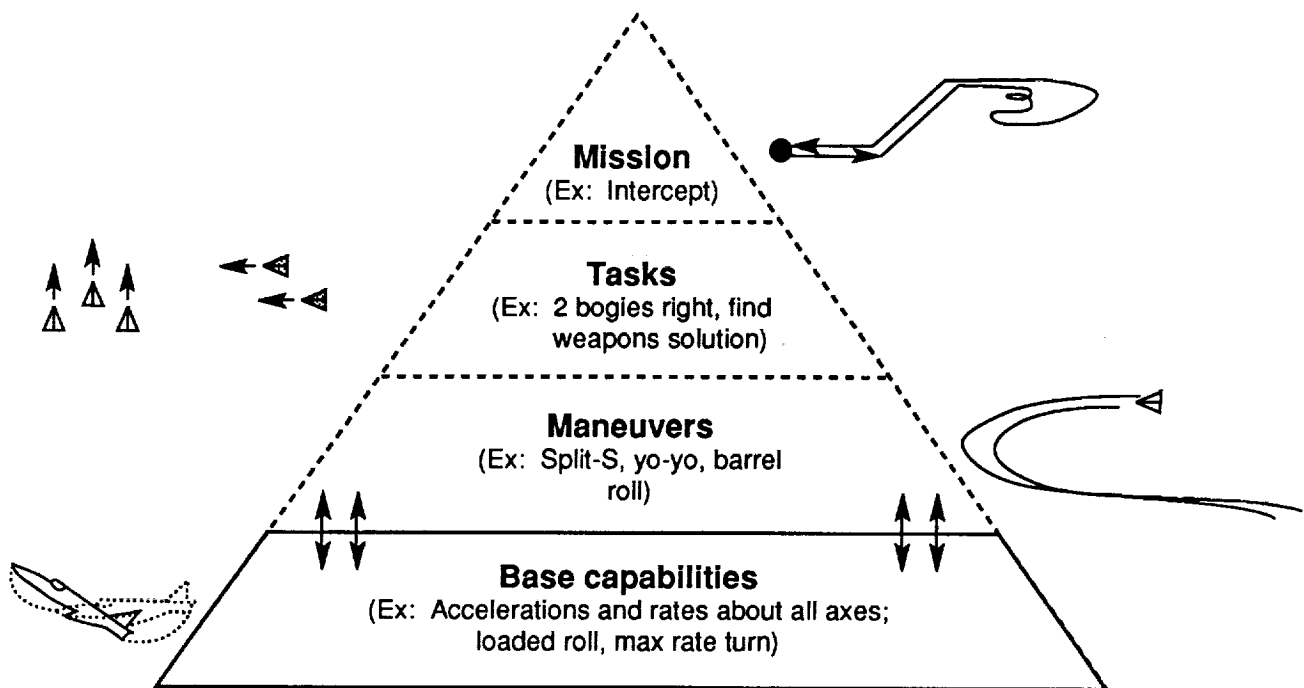 Mission
(Ex: Intercept)
Tasks
(Ex: 2 bogies right, find
weapons solution)
Maneuvers
(Ex: Split-S, yo-yo, barrel
roll)
Base capabilities
(Ex: Accelerations and rates about all axes;
loaded roll, max rate turn)